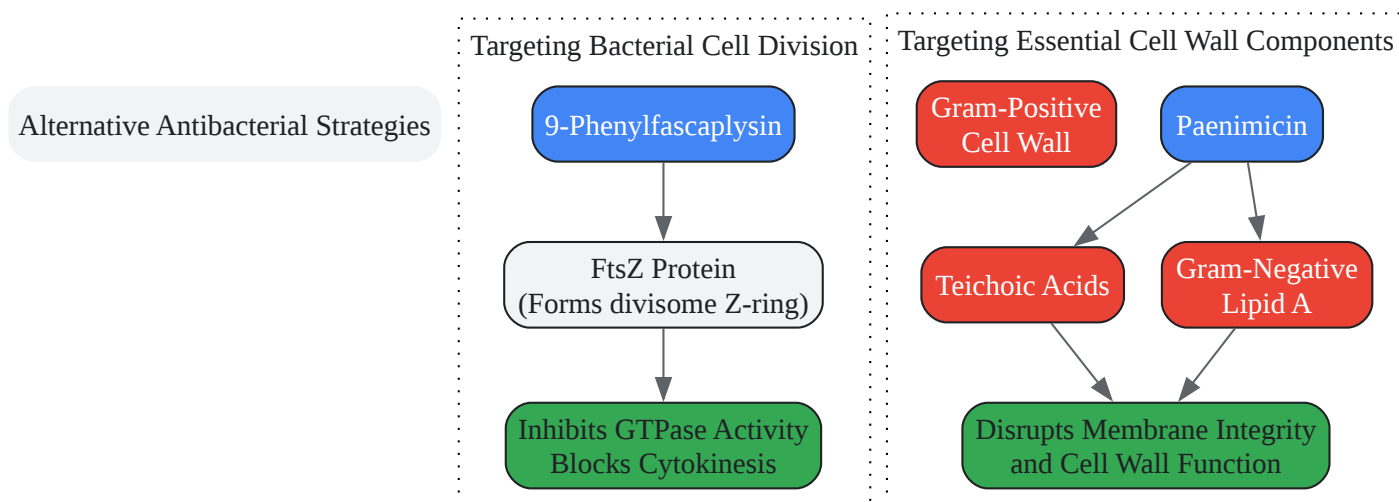 Alternative Antibacterial Strategies
Targeting Bacterial Cell Division
9-Phenylfascaplysin
FtsZ Protein
(Forms divisome Z-ring)
Inhibits GTPase Activity
Blocks Cytokinesis
Targeting Essential Cell Wall Components
Gram-Positive
Cell Wall
Paenimicin
Teichoic Acids
Gram-Negative
Lipid A
Disrupts Membrane Integrity
and Cell Wall Function